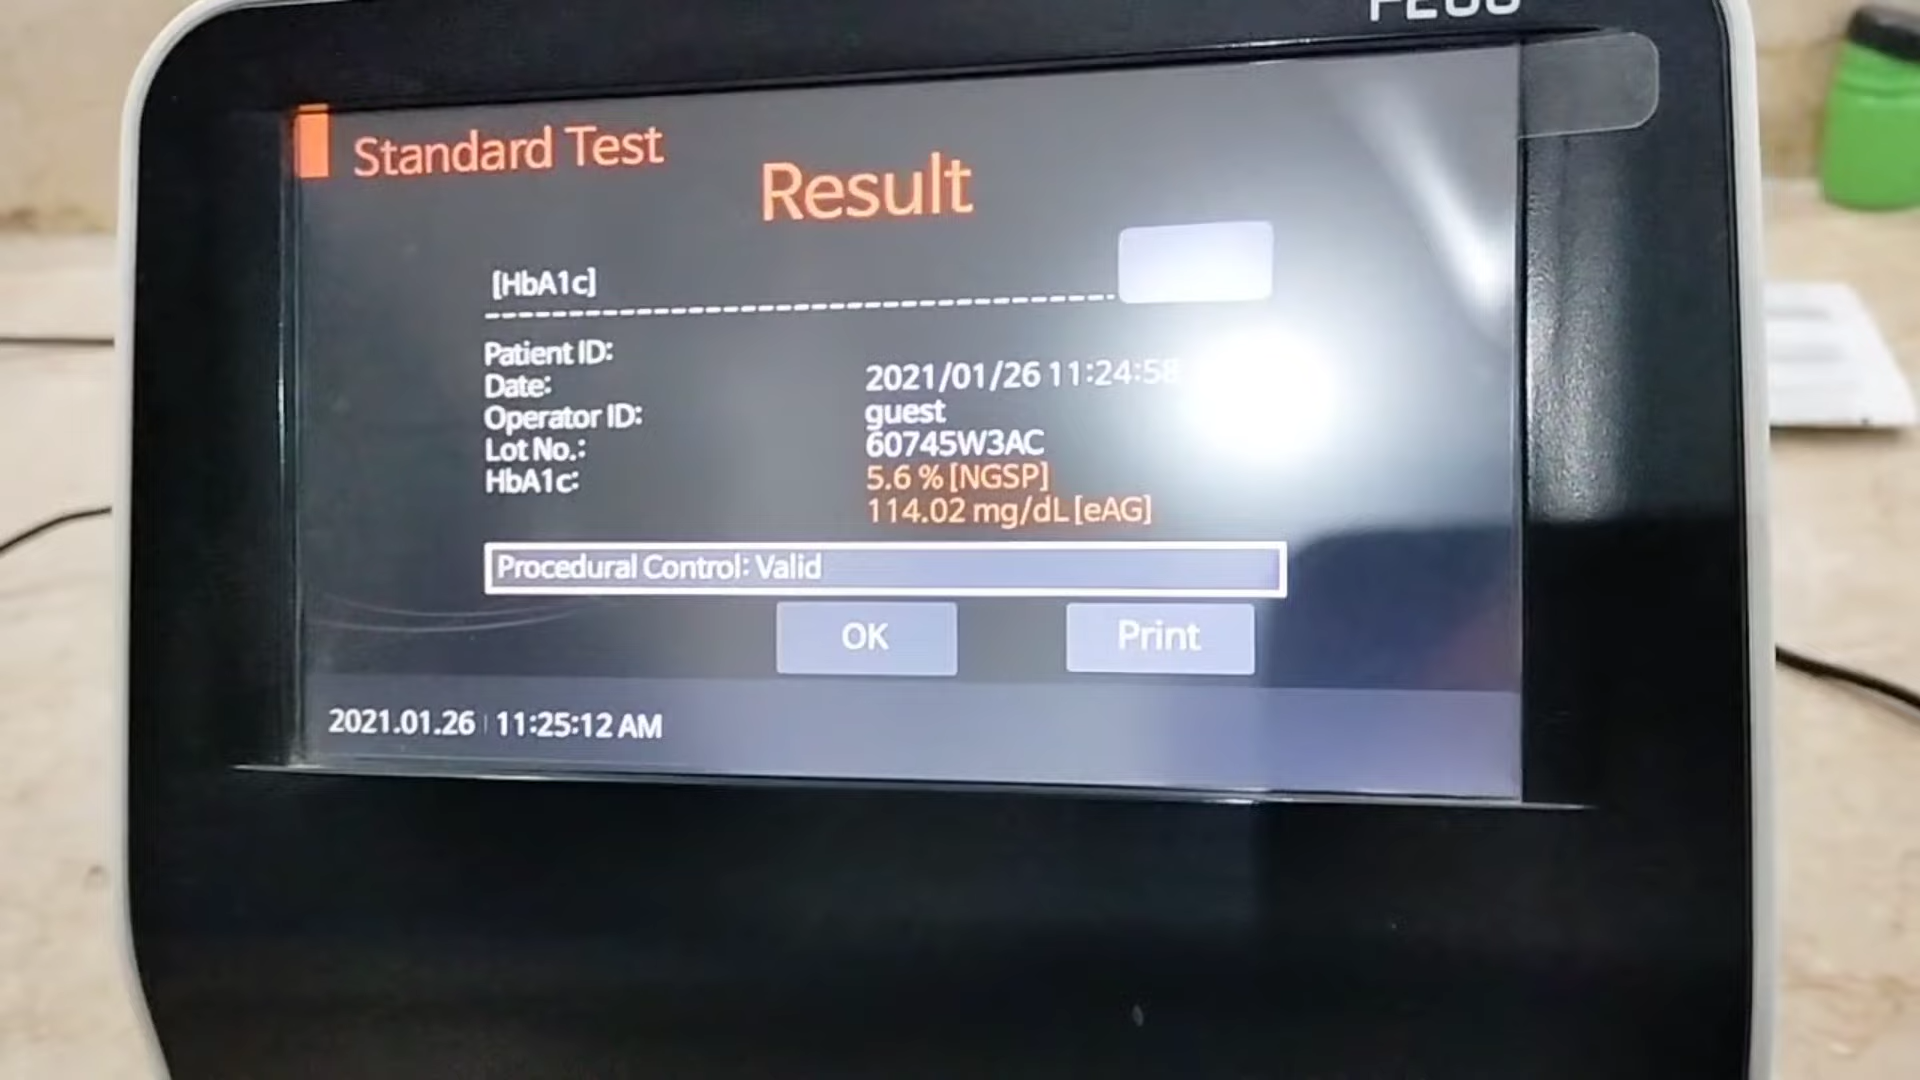 Standard Test
Result
[HbA1c]
Patient ID:
Date: 2021/01/26 11:24:58
Operator ID: guest
Lot No.: 60745W3AC
HbA1c: 5.6 % [NGSP]
114.02 mg/dL [eAG]
Procedural Control: Valid
OK Print
2021.01.26 11:25:12 AM